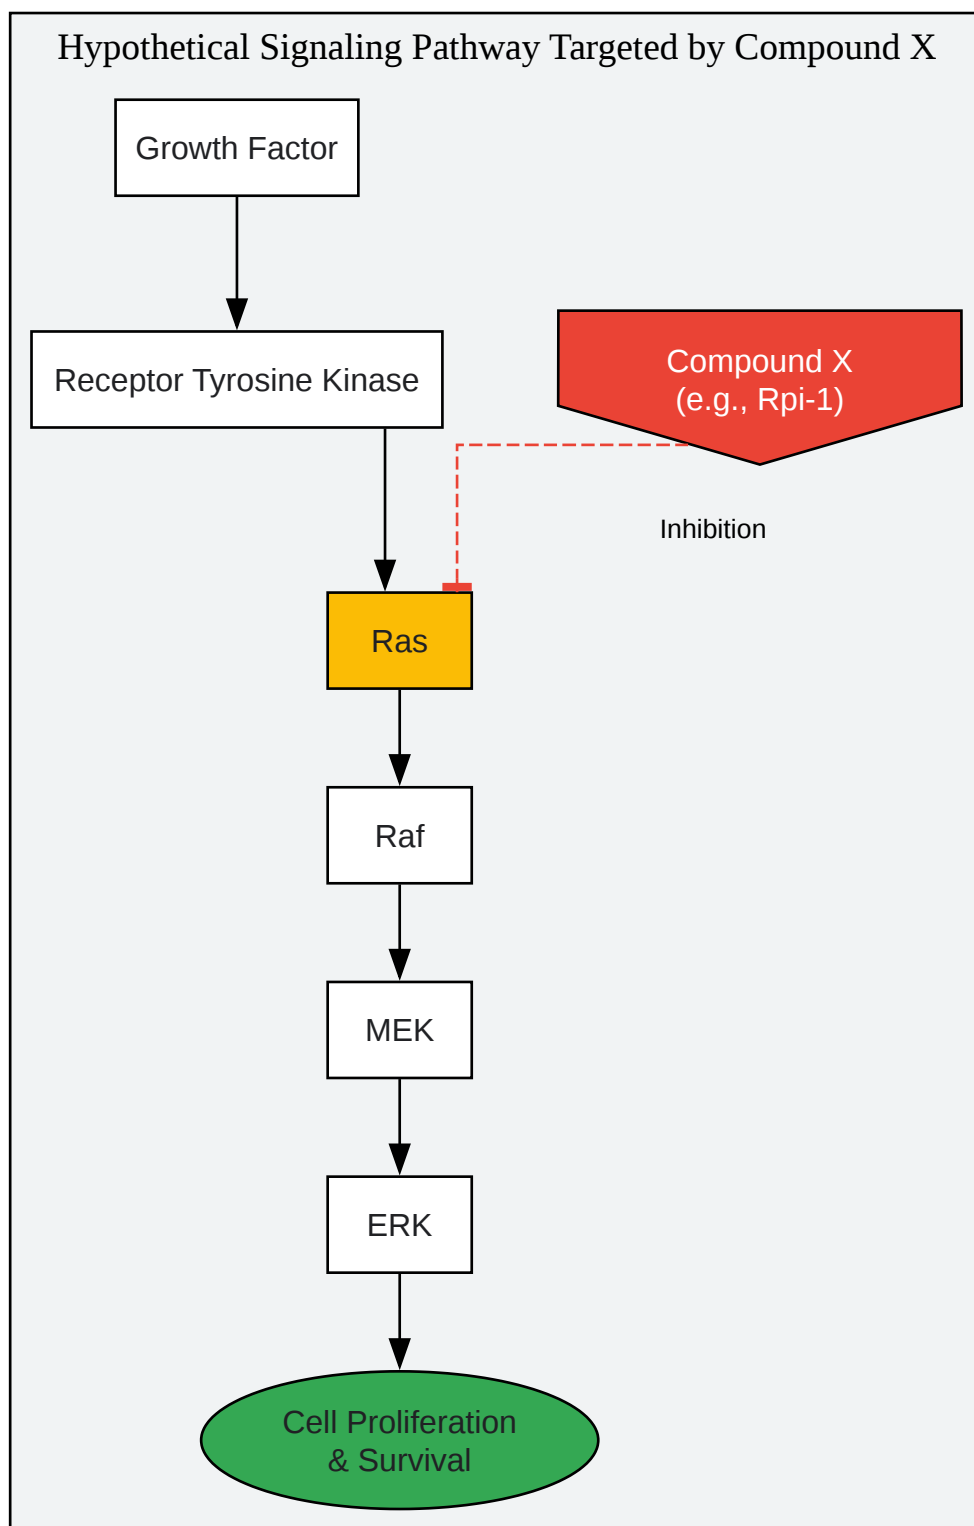 Hypothetical Signaling Pathway Targeted by Compound X
Growth Factor
Receptor Tyrosine Kinase
Compound X
(e.g., Rpi-1)
Inhibition
Ras
Raf
MEK
ERK
Cell Proliferation
& Survival